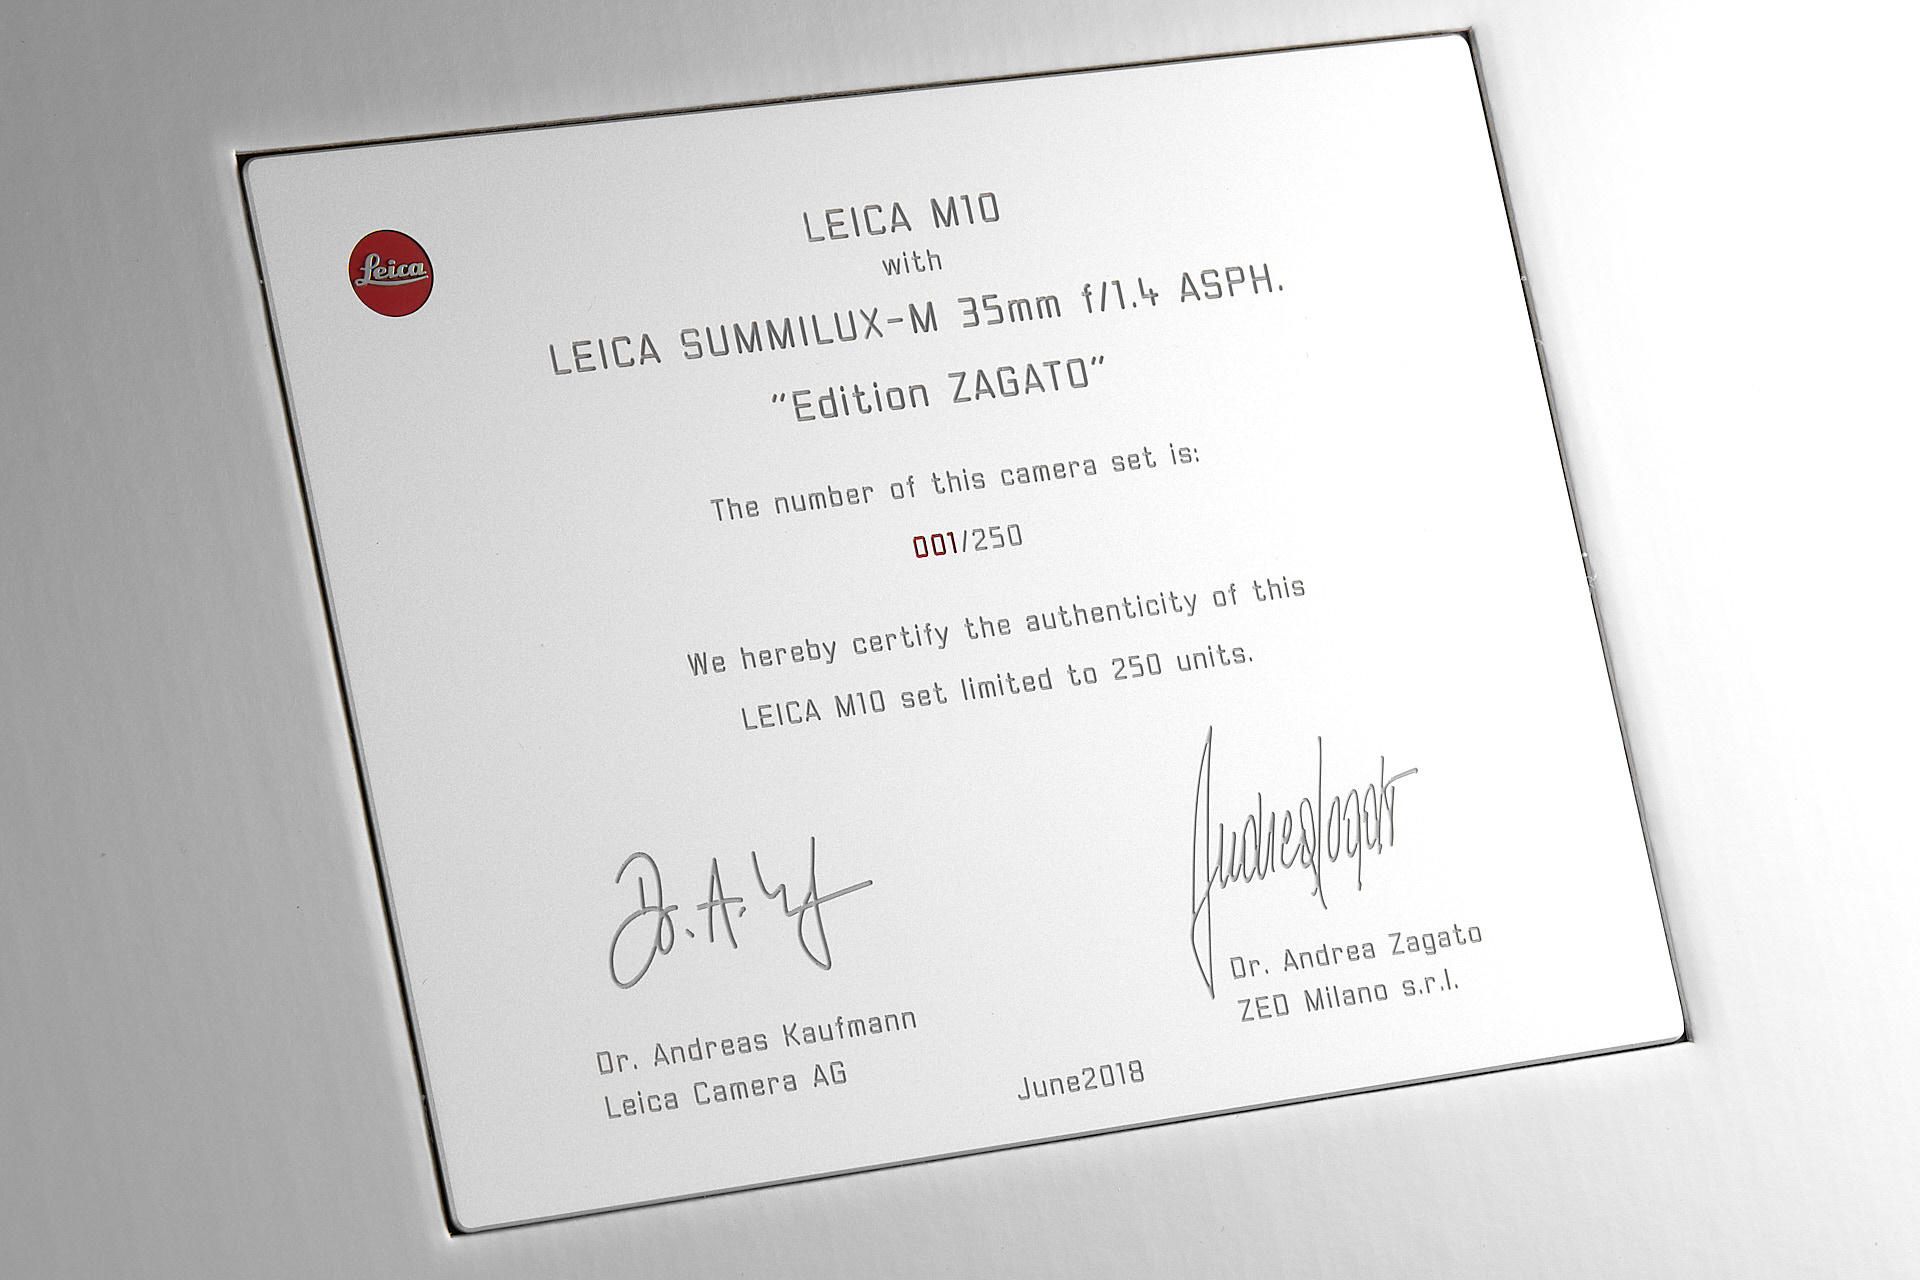 Leica
LEICA M10
with
LEICA SUMMILUX-M 35mm f/1.4 ASPH.
"Edition ZAGATO"
The number of this camera set is:
001/250
We hereby certify the authenticity of this
LEICA M10 set limited to 250 units.
Dr. Andreas Kaufmann
Leica Camera AG
Dr. Andrea Zagato
ZED Milano s.r.l.
June2018